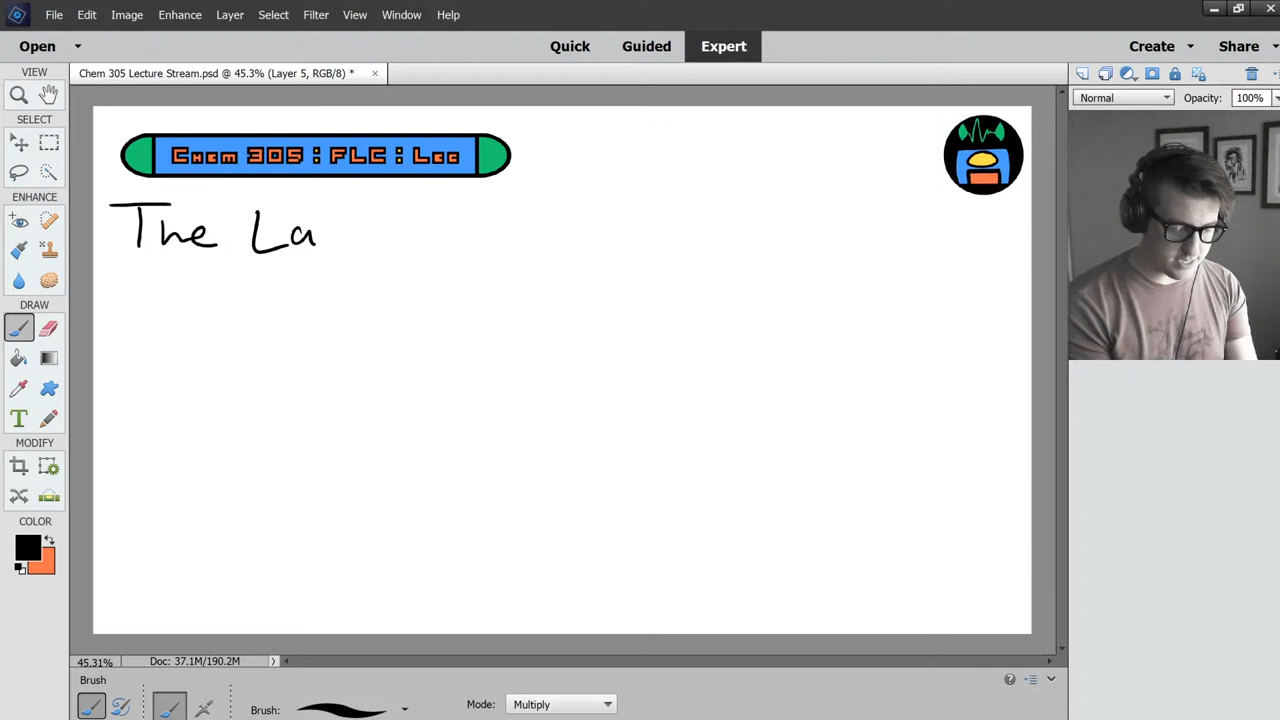 File Edit Image Enhance Layer Select Filter View Window Help
Open Quick Guided Expert Create Share
VIEW
Chem 305 Lecture Stream.psd @ 45.3% (Layer 5, RGB/8) *
Normal Opacity: 100%
SELECT
Chem 305 : FLC : Lec
The La
ENHANCE
DRAW
MODIFY
COLOR
45.31% Doc: 37.1M/190.2M
Brush
Brush: Mode: Multiply